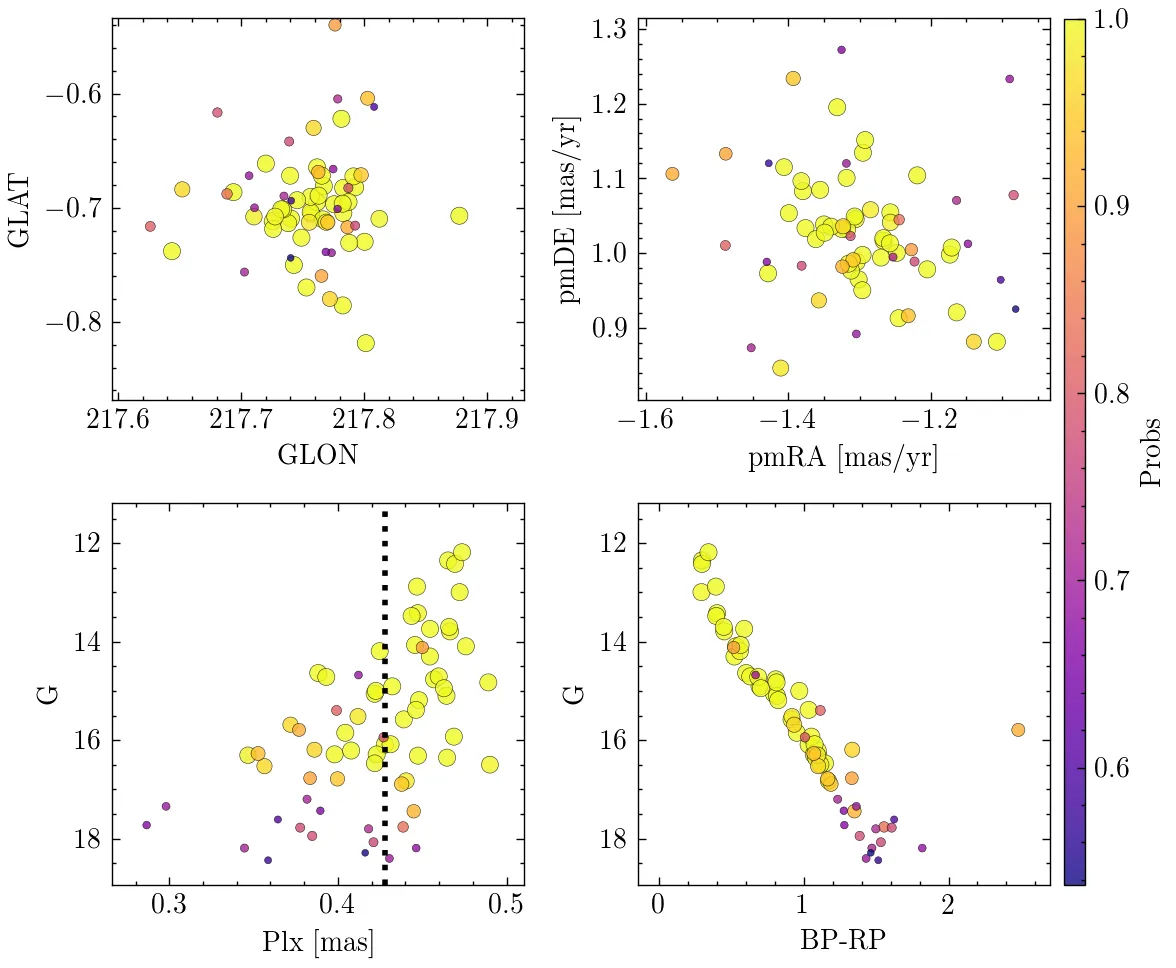 −0.6
−0.7
−0.8
GLAT
217.6 217.7 217.8 217.9
GLON
1.3
1.2
1.1
1.0
0.9
pmDE [mas/yr]
−1.6 −1.4 −1.2
pmRA [mas/yr]
12
14
16
18
G
0.3 0.4 0.5
Plx [mas]
12
14
16
18
G
0 1 2
BP-RP
1.0
0.9
0.8
0.7
0.6
Probs